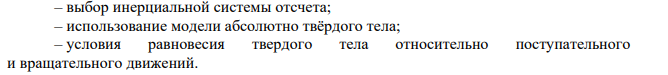 – выбор инерциальной системы отсчета;
– использование модели абсолютно твёрдого тела;
– условия равновесия твердого тела относительно поступательного
и вращательного движений.